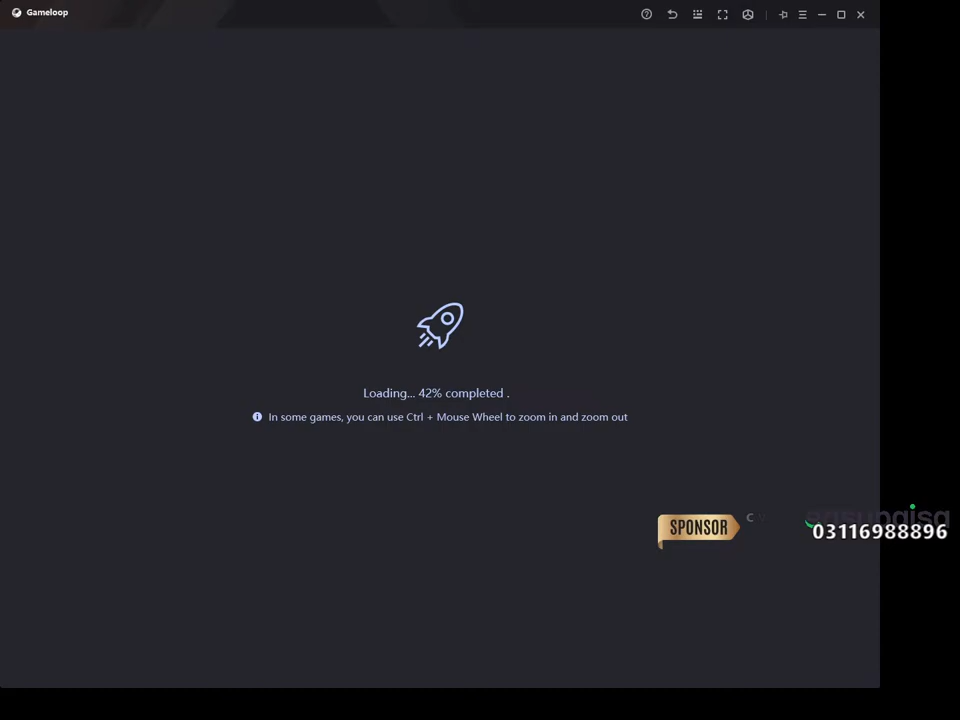 Gameloop
Loading... 42% completed .
In some games, you can use Ctrl + Mouse Wheel to zoom in and zoom out
SPONSOR
easypaisa
03116988896